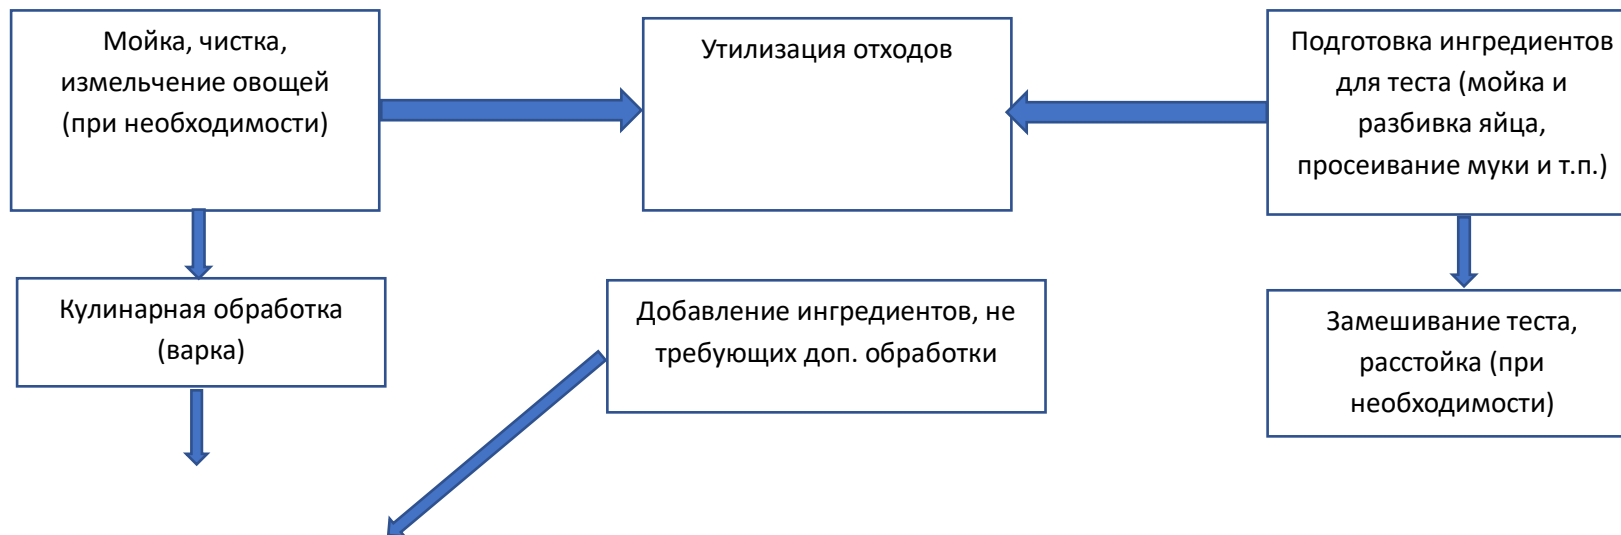 Мойка, чистка,
измельчение овощей
(при необходимости)
Утилизация отходов
Подготовка ингредиентов
для теста (мойка и
разбивка яйца,
просеивание муки и т.п.)
Кулинарная обработка
(варка)
Добавление ингредиентов, не
требующих доп. обработки
Замешивание теста,
расстойка (при
необходимости)